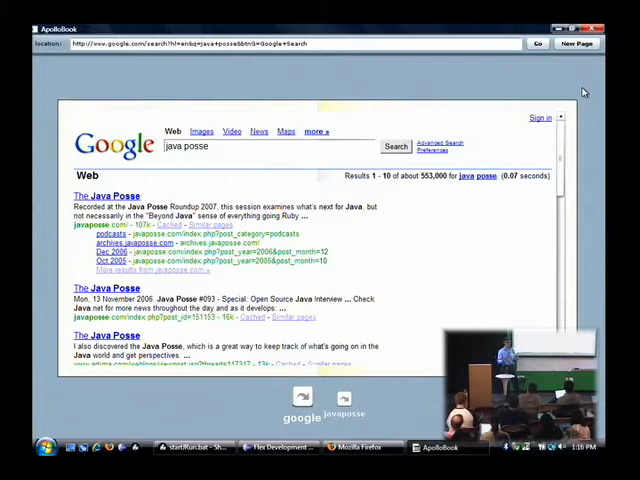 ApolloBook
location:
http://www.google.com/search?hl=en&q=java+posse&btnG=Google+Search
Go
New Page
Sign in
Google
Web Images Video News Maps more »
java posse
Search
Advanced Search
Preferences
Web
Results 1 - 10 of about 553,000 for java posse. (0.07 seconds)
The Java Posse
Recorded at the Java Posse Roundup 2007, this session examines what's next for Java, but
not necessarily in the "Beyond Java" sense of everything going Ruby ...
javaposse.com/ - 107k - Cached - Similar pages
podcasts - javaposse.com/index.php?post_category=podcasts
archives.javaposse.com - archives.javaposse.com/
Dec 2006 - javaposse.com/index.php?post_year=2006&post_month=12
Oct 2005 - javaposse.com/index.php?post_year=2005&post_month=10
More results from javaposse.com »
The Java Posse
Mon, 13 November 2006. Java Posse #093 - Special: Open Source Java Interview ... Check
Java.net for more news throughout the day and as it develops: ...
javaposse.com/index.php?post_id=151153 - 16k - Cached - Similar pages
The Java Posse
I also discovered the Java Posse, which is a great way to keep track of what's going on in the
Java world and get perspectives. ...
Cached - Similar pages
google
javaposse
startJRun.bat - Sh...
Flex Development ...
Mozilla Firefox
ApolloBook
1:16 PM